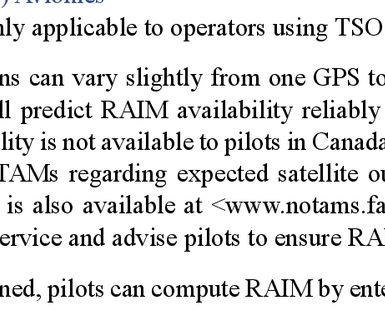 ) Avionics
nly applicable to operators using TSO
ns can vary slightly from one GPS to
ll predict RAIM availability reliably
lity is not available to pilots in Canada
TAMs regarding expected satellite ou
is also available at <www.notams.fa
ervice and advise pilots to ensure RA
ned, pilots can compute RAIM by ente